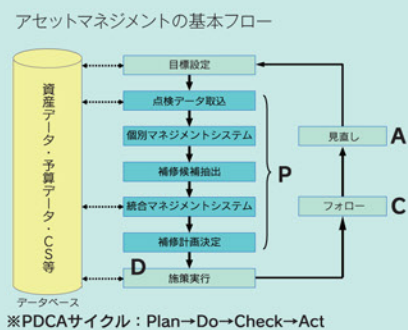 アセットマネジメントの基本フロー
目標設定
点検データ取込
個別マネジメントシステム
補修候補抽出
統合マネジメントシステム
補修計画決定
施策実行
資産データ・予算データ・CS等
データベース
P
D
見直し
A
フォロー
C
※PDCAサイクル：Plan→Do→Check→Act